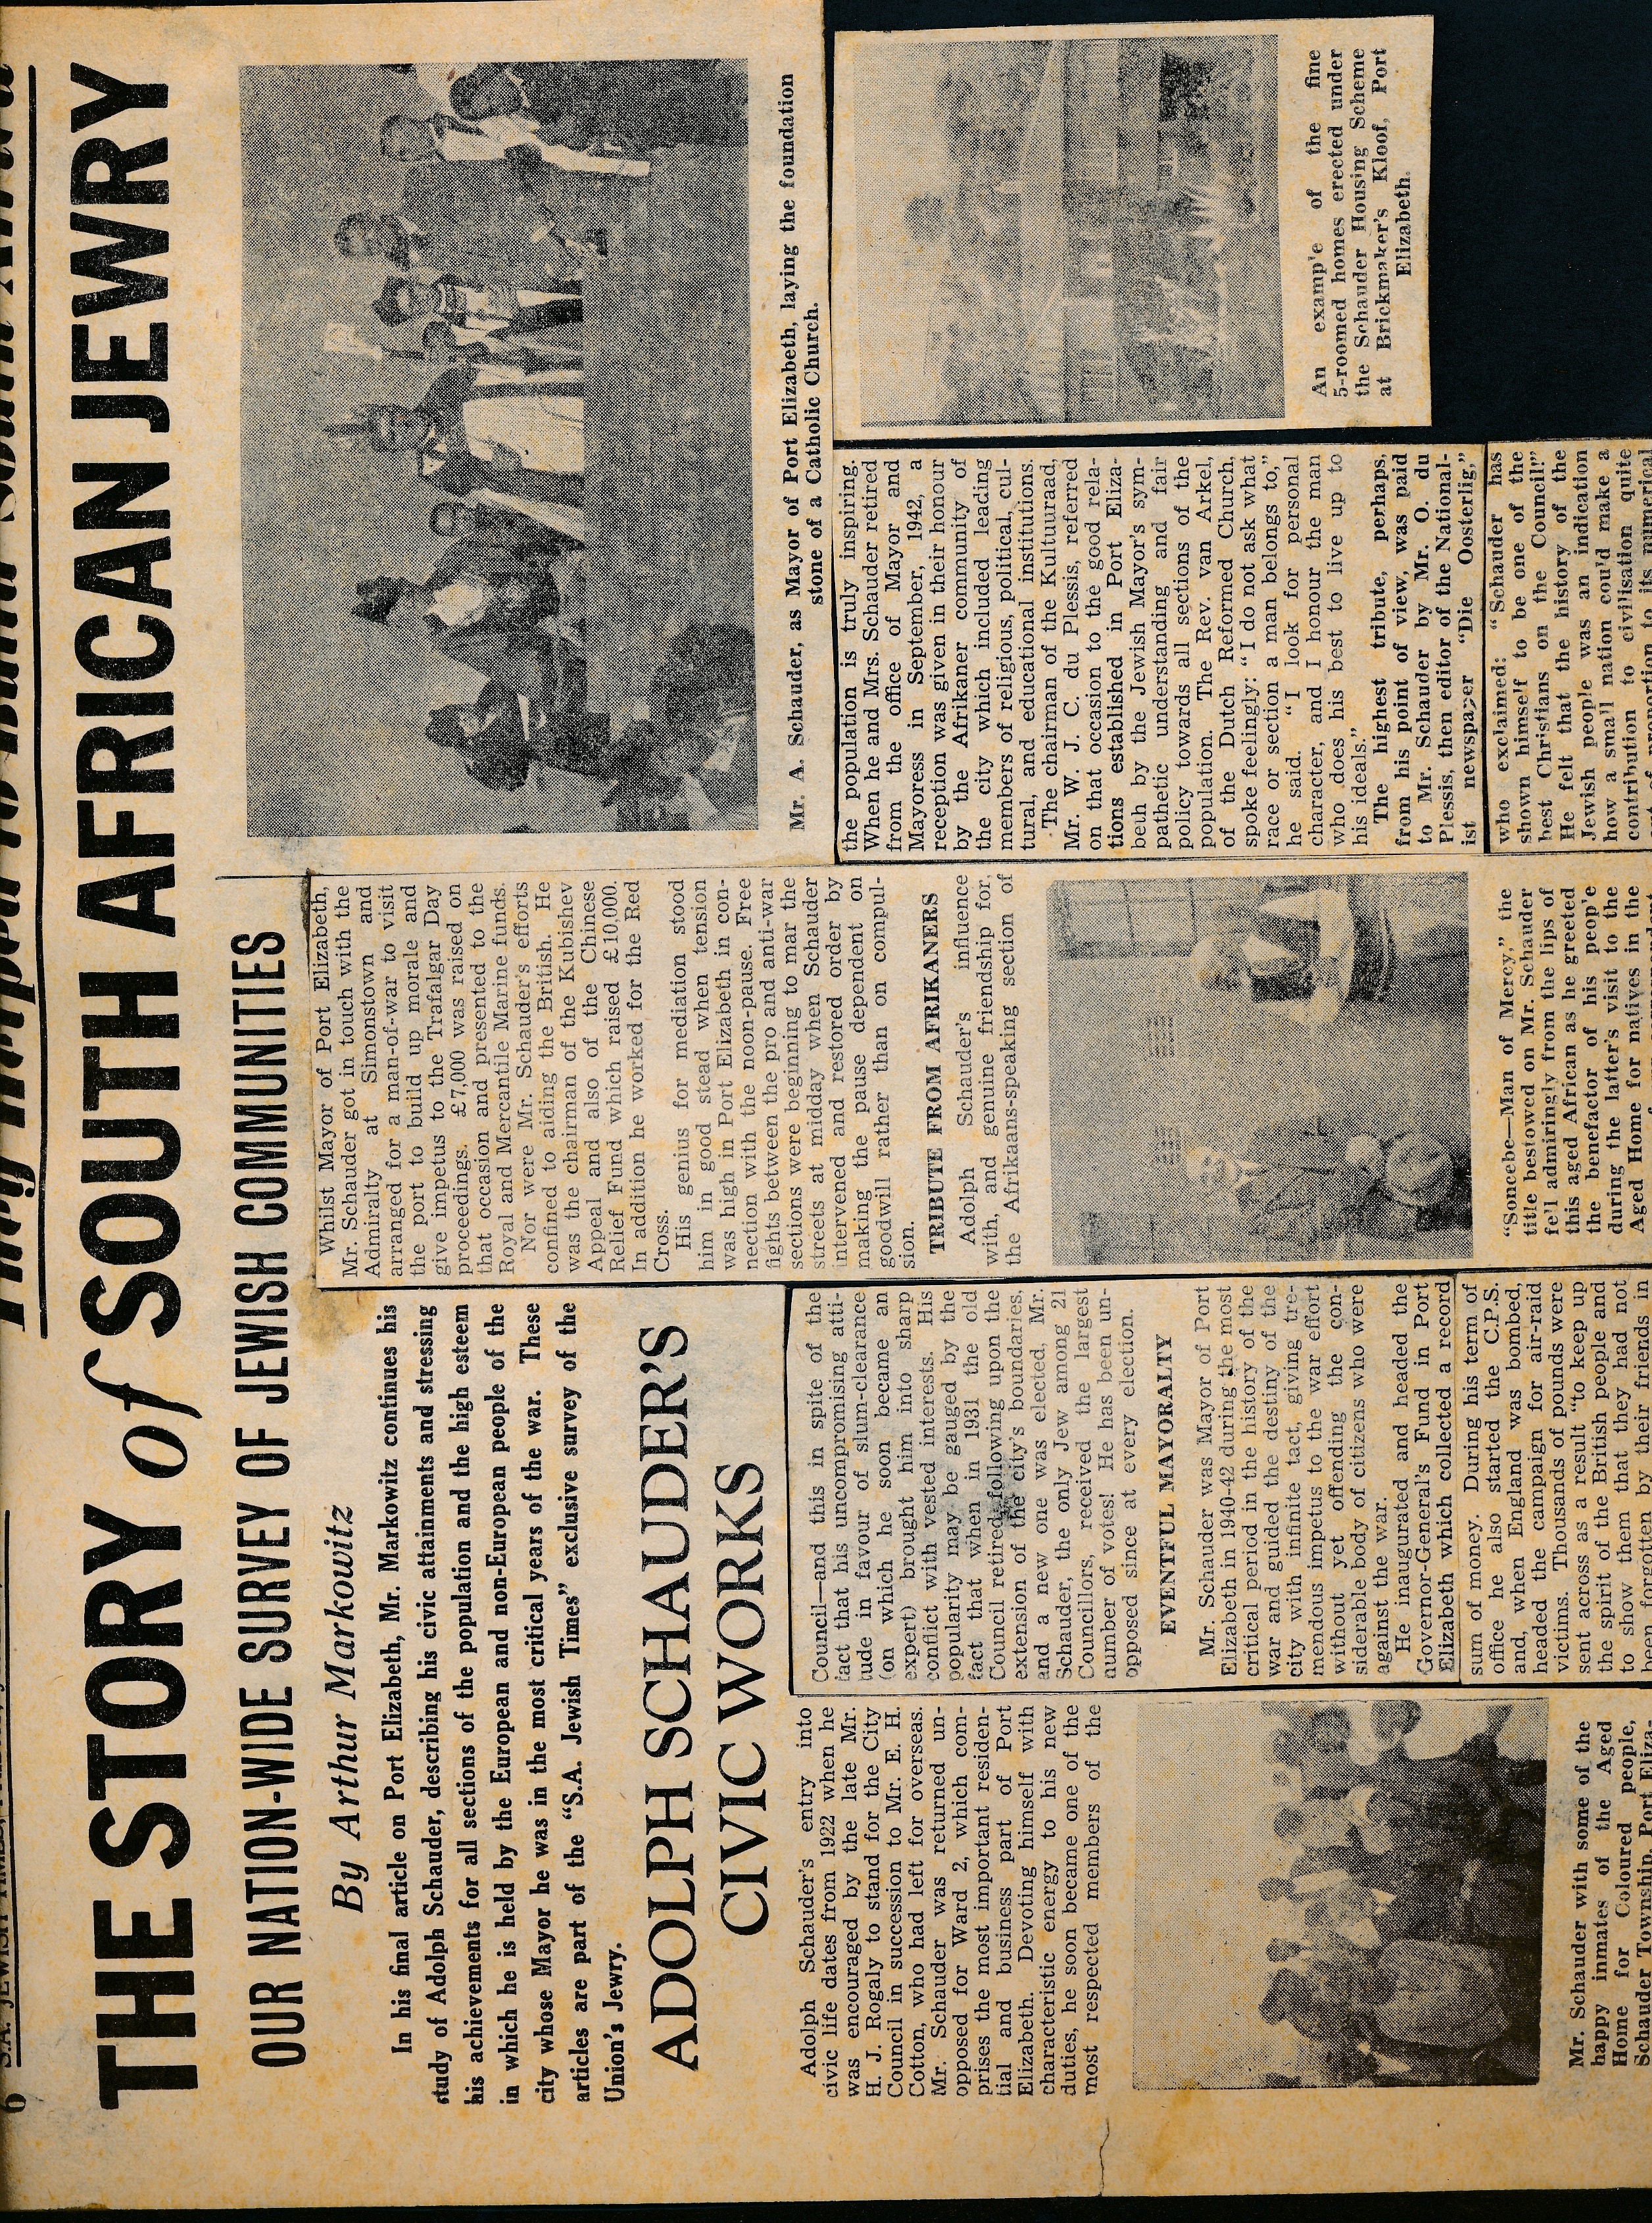 6
S.A. JEWISH TIMES,
They Helped to Build South Africa
THE STORY of SOUTH AFRICAN JEWRY
OUR NATION-WIDE SURVEY OF JEWISH COMMUNITIES
By Arthur Markowitz
In his final article on Port Elizabeth, Mr. Markowitz continues his
study of Adolph Schauder, describing his civic attainments and stressing
his achievements for all sections of the population and the high esteem
in which he is held by the European and non-European people of the
city whose Mayor he was in the most critical years of the war. These
articles are part of the "S.A. Jewish Times" exclusive survey of the
Union's Jewry.
ADOLPH SCHAUDER'S
CIVIC WORKS
Adolph Schauder's entry into
civic life dates from 1922 when he
was encouraged by the late Mr.
H. J. Rogaly to stand for the City
Council in succession to Mr. E. H.
Cotton, who had left for overseas.
Mr. Schauder was returned un-
opposed for Ward 2, which com-
prises the most important residen-
tial and business part of Port
Elizabeth. Devoting himself with
characteristic energy to his new
duties, he soon became one of the
most respected members of the
Mr. Schauder with some of the
happy inmates of the Aged
Home for Coloured people,
Schauder Township, Port Eliza-
Council—and this in spite of the
fact that his uncompromising atti-
tude in favour of slum-clearance
(on which he soon became an
expert) brought him into sharp
conflict with vested interests. His
popularity may be gauged by the
fact that when in 1931 the old
Council retired following upon the
extension of the city's boundaries,
and a new one was elected, Mr.
Schauder, the only Jew among 21
Councillors, received the largest
number of votes! He has been un-
opposed since at every election.
EVENTFUL MAYORALTY
Mr. Schauder was Mayor of Port
Elizabeth in 1940-42 during the most
critical period in the history of the
war and guided the destiny of the
city with infinite tact, giving tre-
mendous impetus to the war effort
without yet offending the con-
siderable body of citizens who were
against the war.
He inaugurated and headed the
Governor-General's Fund in Port
Elizabeth which collected a record
sum of money. During his term of
office he also started the C.P.S.
and, when England was bombed,
headed the campaign for air-raid
victims. Thousands of pounds were
sent across as a result "to keep up
the spirit of the British people and
to show them that they had not
been forgotten by their friends in
Whilst Mayor of Port Elizabeth,
Mr. Schauder got in touch with the
Admiralty at Simonstown and
arranged for a man-of-war to visit
the port to build up morale and
give impetus to the Trafalgar Day
proceedings. £7,000 was raised on
that occasion and presented to the
Royal and Mercantile Marine funds.
Nor were Mr. Schauder's efforts
confined to aiding the British. He
was the chairman of the Kubishev
Appeal and also of the Chinese
Relief Fund which raised £10,000.
In addition he worked for the Red
Cross.
His genius for mediation stood
him in good stead when tension
was high in Port Elizabeth in con-
nection with the noon-pause. Free
fights between the pro and anti-war
sections were beginning to mar the
streets at midday when Schauder
intervened and restored order by
making the pause dependent on
goodwill rather than on compul-
sion.
TRIBUTE FROM AFRIKANERS
Adolph Schauder's influence
with, and genuine friendship for,
the Afrikaans-speaking section of
"Soncebe—Man of Mercy," the
title bestowed on Mr. Schauder
fell admiringly from the lips of
this aged African as he greeted
the benefactor of his people
during the latter's visit to the
Aged Home for natives in the
Mr. A. Schauder, as Mayor of Port Elizabeth, laying the foundation
stone of a Catholic Church.
the population is truly inspiring.
When he and Mrs. Schauder retired
from the office of Mayor and
Mayoress in September, 1942, a
reception was given in their honour
by the Afrikaner community of
the city which included leading
members of religious, political, cul-
tural, and educational institutions.
The chairman of the Kultuuraad,
Mr. W. J. C. du Plessis, referred
on that occasion to the good rela-
tions established in Port Eliza-
beth by the Jewish Mayor's sym-
pathetic understanding and fair
policy towards all sections of the
population. The Rev. van Arkel,
of the Dutch Reformed Church,
spoke feelingly: "I do not ask what
race or section a man belongs to,"
he said. "I look for personal
character, and I honour the man
who does his best to live up to
his ideals."
The highest tribute, perhaps,
from his point of view, was paid
to Mr. Schauder by Mr. O. du
Plessis, then editor of the National-
ist newspaper "Die Oosterlig,"
who exclaimed: "Schauder has
shown himself to be one of the
best Christians on the Council!"
He felt that the history of the
Jewish people was an indication
how a small nation could make a
contribution to civilisation quite
out of proportion to its numerical
An example of the fine
5-roomed homes erected under
the Schauder Housing Scheme
at Brickmaker's Kloof, Port
Elizabeth.